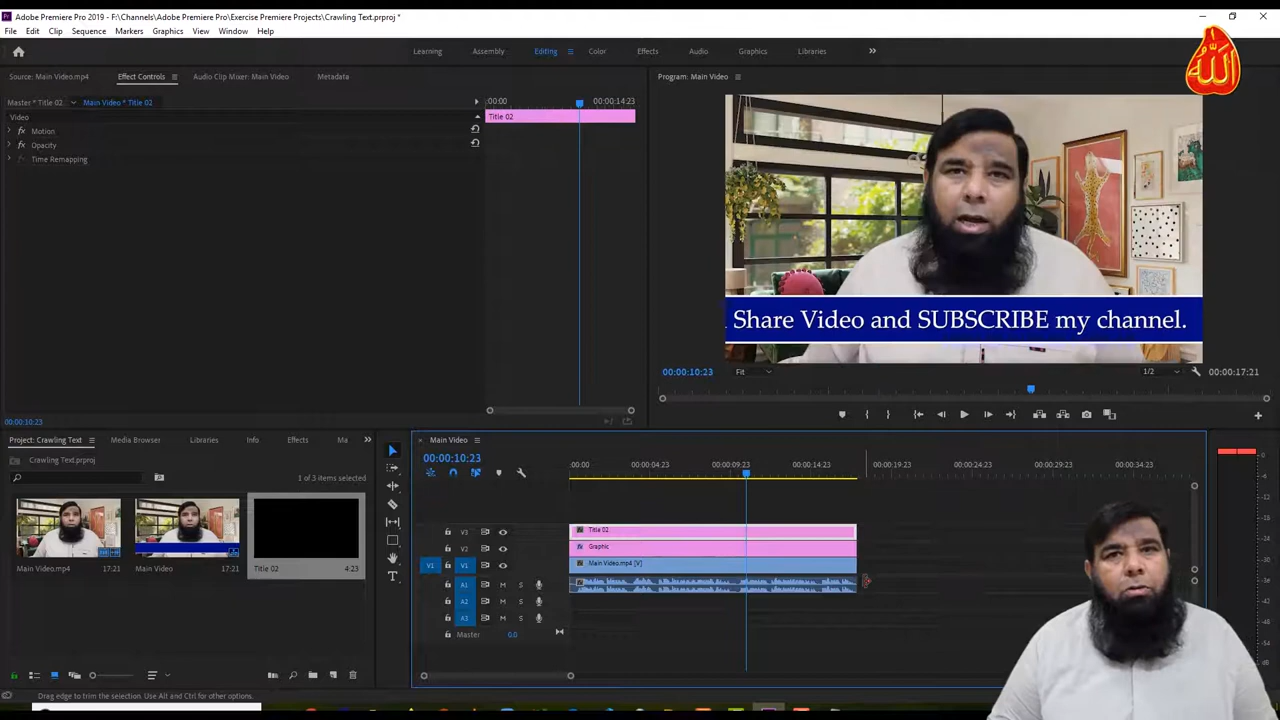 Adobe Premiere Pro 2019 - F:\Channels\Adobe Premiere Pro\Exercise Premiere Projects\Crawling Text.prproj *
File Edit Clip Sequence Markers Graphics View Window Help
Learning Assembly Editing Color Effects Audio Graphics Libraries
الله
Source: Main Video.mp4 Effect Controls Audio Clip Mixer: Main Video Metadata
Program: Main Video
Master * Title 02 Main Video * Title 02
:00:00 00:00:14:23
Video
Title 02
fx Motion
fx Opacity
fx Time Remapping
Share Video and SUBSCRIBE my channel.
00:00:10:23 Fit 1/2 00:00:17:21
00:00:10:23
Project: Crawling Text Media Browser Libraries Info Effects Ma
Crawling Text.prproj
1 of 3 items selected
Main Video.mp4 17:21 Main Video 17:21 Title 02 4:23
Main Video
00:00:10:23
:00:00 00:00:04:23 00:00:09:23 00:00:14:23 00:00:19:23 00:00:24:23 00:00:29:23 00:00:34:23
V3 Title 02
V2 Graphic
V1 V1 Main Video.mp4 [V]
A1 M S
A2 M S
A3 M S
Master 0.0
Drag edge to trim the selection. Use Alt and Ctrl for other options.